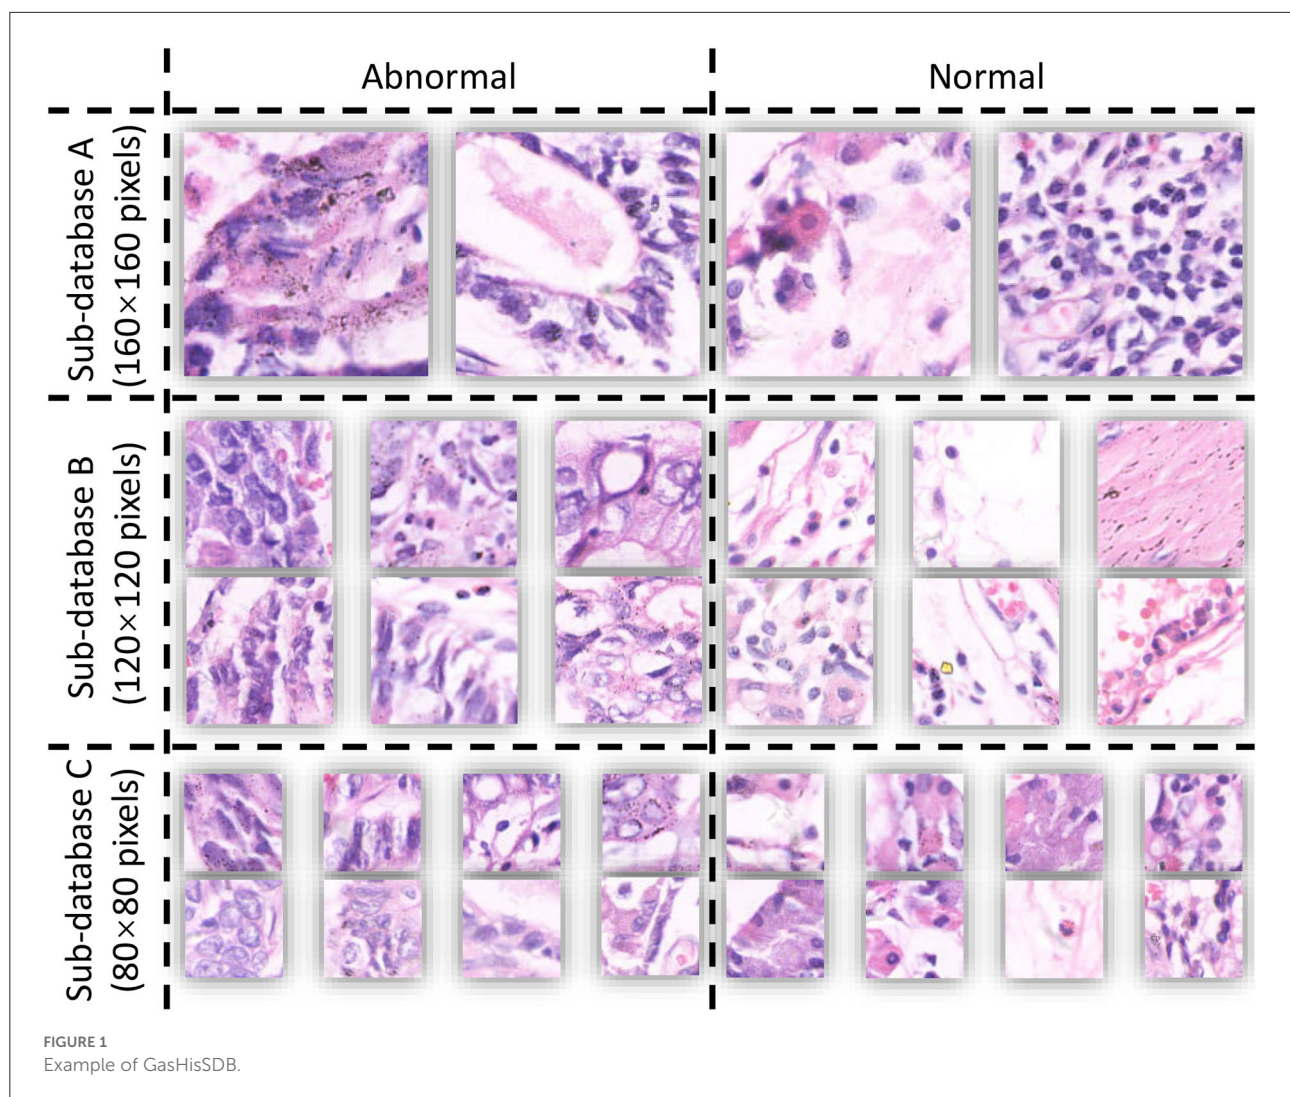 Abnormal
Normal
Sub-database A
(160×160 pixels)
Sub-database B
(120×120 pixels)
Sub-database C
(80×80 pixels)
FIGURE 1
Example of GasHisSDB.